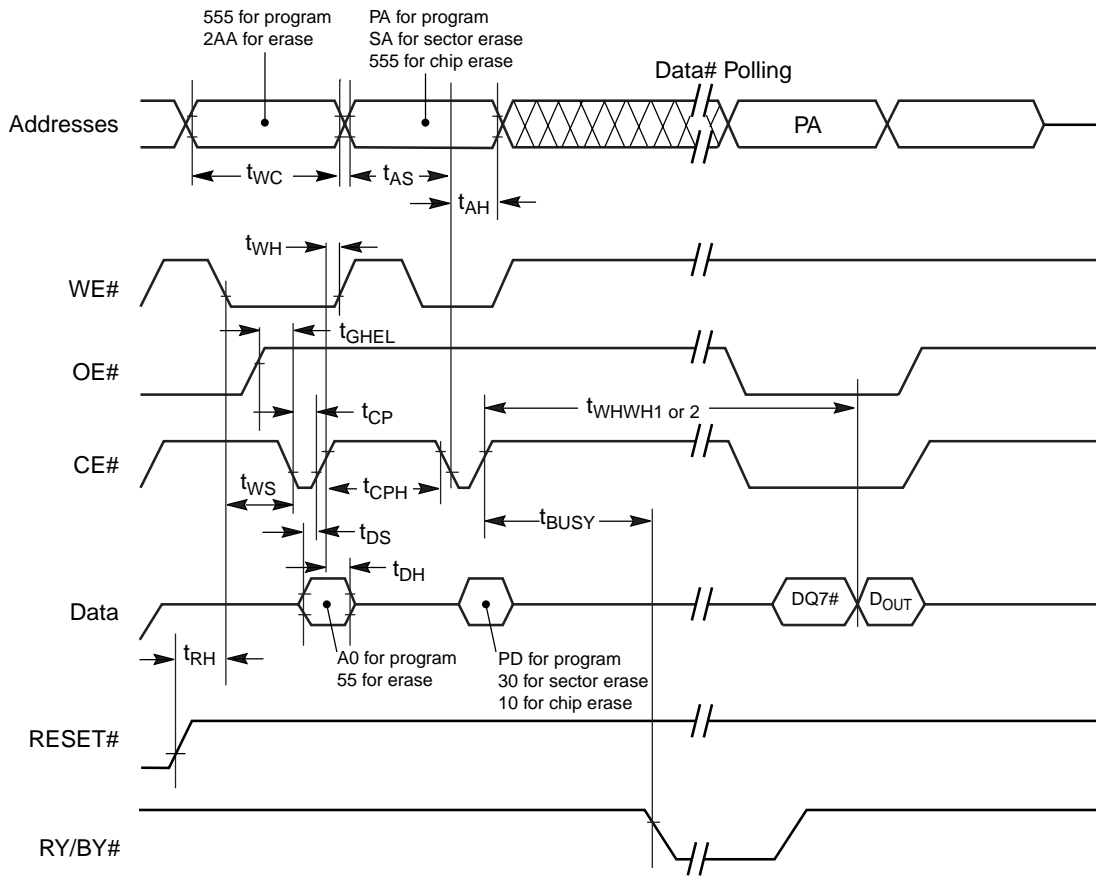 555 for program
2AA for erase
PA for program
SA for sector erase
555 for chip erase
Data# Polling
Addresses
PA
tWC
tAS
tAH
tWH
WE#
tGHEL
OE#
tWHWH1 or 2
tCP
CE#
tWS
tCPH
tBUSY
tDS
tDH
Data
DQ7#
DOUT
tRH
A0 for program
55 for erase
PD for program
30 for sector erase
10 for chip erase
RESET#
RY/BY#